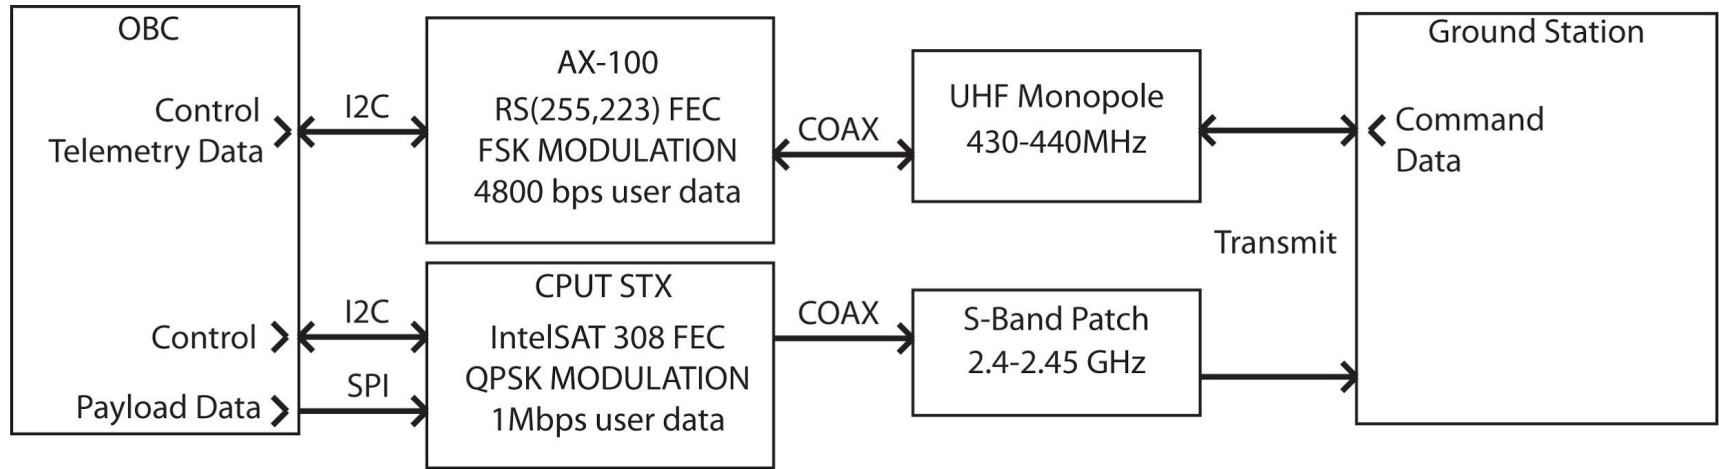 OBC
Control
Telemetry Data
I2C
AX-100
RS(255,223) FEC
FSK MODULATION
4800 bps user data
COAX
UHF Monopole
430-440MHz
Ground Station
Command
Data
Transmit
Control
I2C
Payload Data
SPI
CPUT STX
IntelSAT 308 FEC
QPSK MODULATION
1Mbps user data
COAX
S-Band Patch
2.4-2.45 GHz